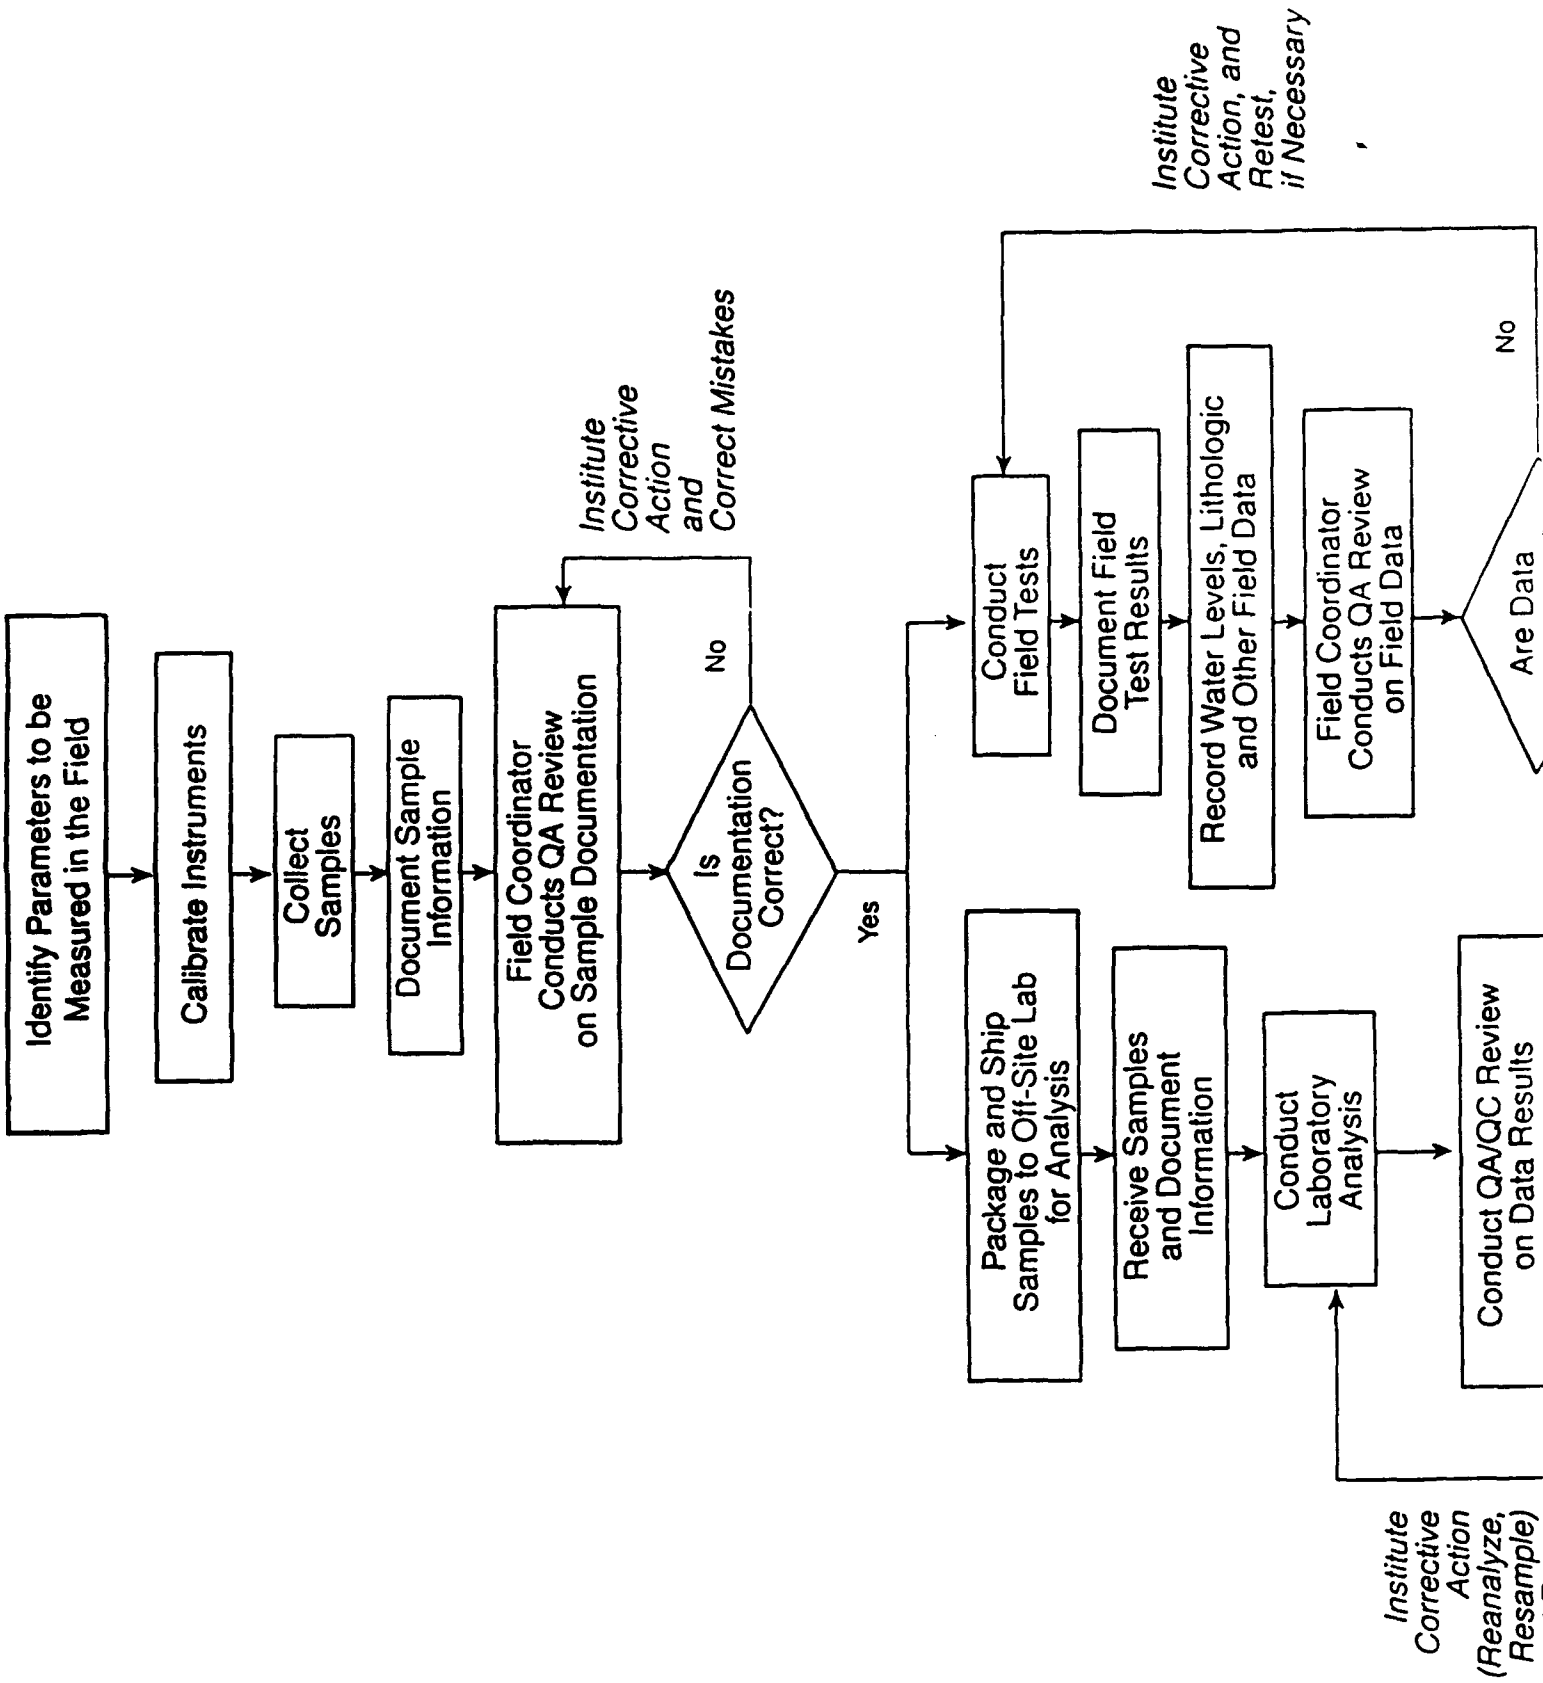 Identify Parameters to be
Measured in the Field
Calibrate Instruments
Collect
Samples
Document Sample
Information
Field Coordinator
Conducts QA Review
on Sample Documentation
Institute
Corrective
Action
and
Correct Mistakes
No
Is
Documentation
Correct?
Yes
Package and Ship
Samples to Off-Site Lab
for Analysis
Receive Samples
and Document
Information
Conduct
Laboratory
Analysis
Conduct QA/QC Review
on Data Results
Institute
Corrective
Action
(Reanalyze,
Resample)
Conduct
Field Tests
Document Field
Test Results
Record Water Levels, Lithologic
and Other Field Data
Field Coordinator
Conducts QA Review
on Field Data
Are Data
No
Institute
Corrective
Action, and
Retest,
if Necessary